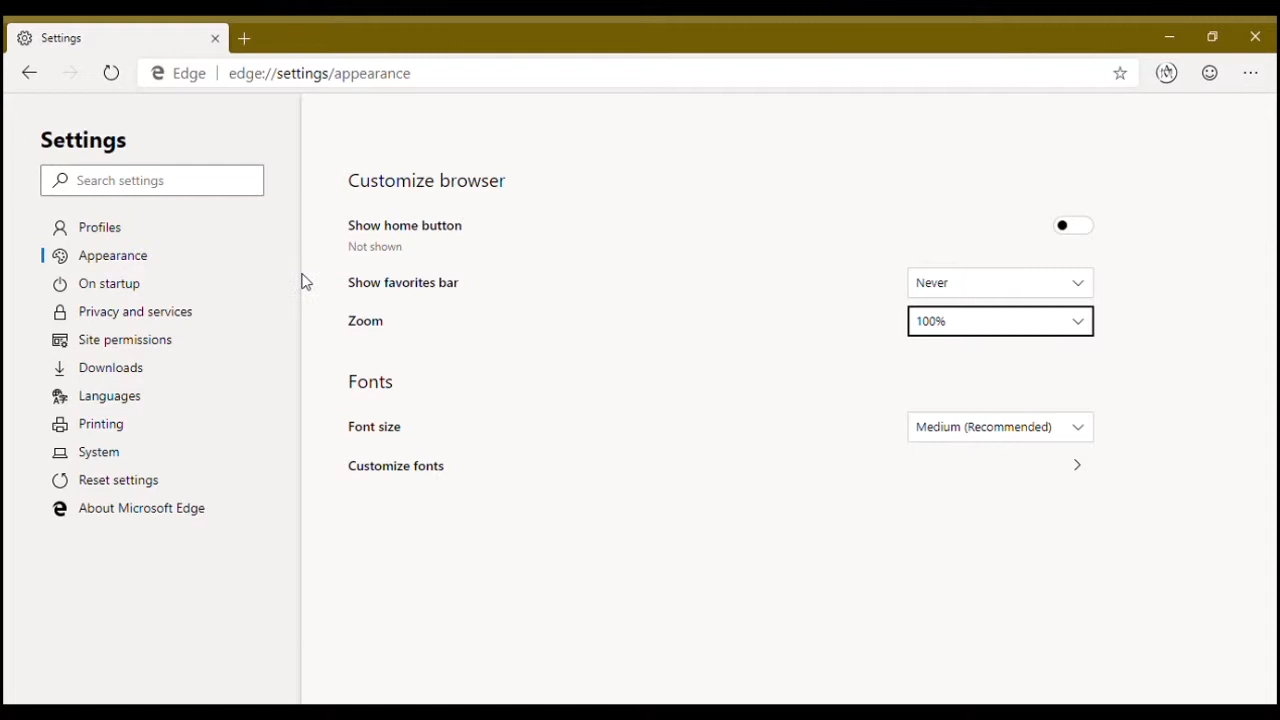 Settings
Edge edge://settings/appearance
Settings
Search settings
Profiles
Appearance
On startup
Privacy and services
Site permissions
Downloads
Languages
Printing
System
Reset settings
About Microsoft Edge
Customize browser
Show home button
Not shown
Show favorites bar Never
Zoom 100%
Fonts
Font size Medium (Recommended)
Customize fonts